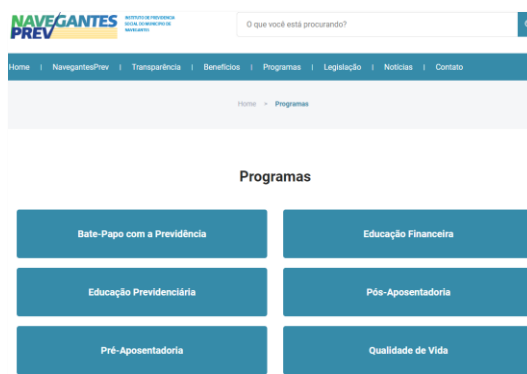 NAVEGANTES
PREV
INSTITUTO DE PREVIDÊNCIA
SOCIAL DO MUNICÍPIO DE
NAVEGANTES
O que você está procurando?
Home | NavegantesPrev | Transparência | Benefícios | Programas | Legislação | Notícias | Contato
Home > Programas
Programas
Bate-Papo com a Previdência
Educação Financeira
Educação Previdenciária
Pós-Aposentadoria
Pré-Aposentadoria
Qualidade de Vida